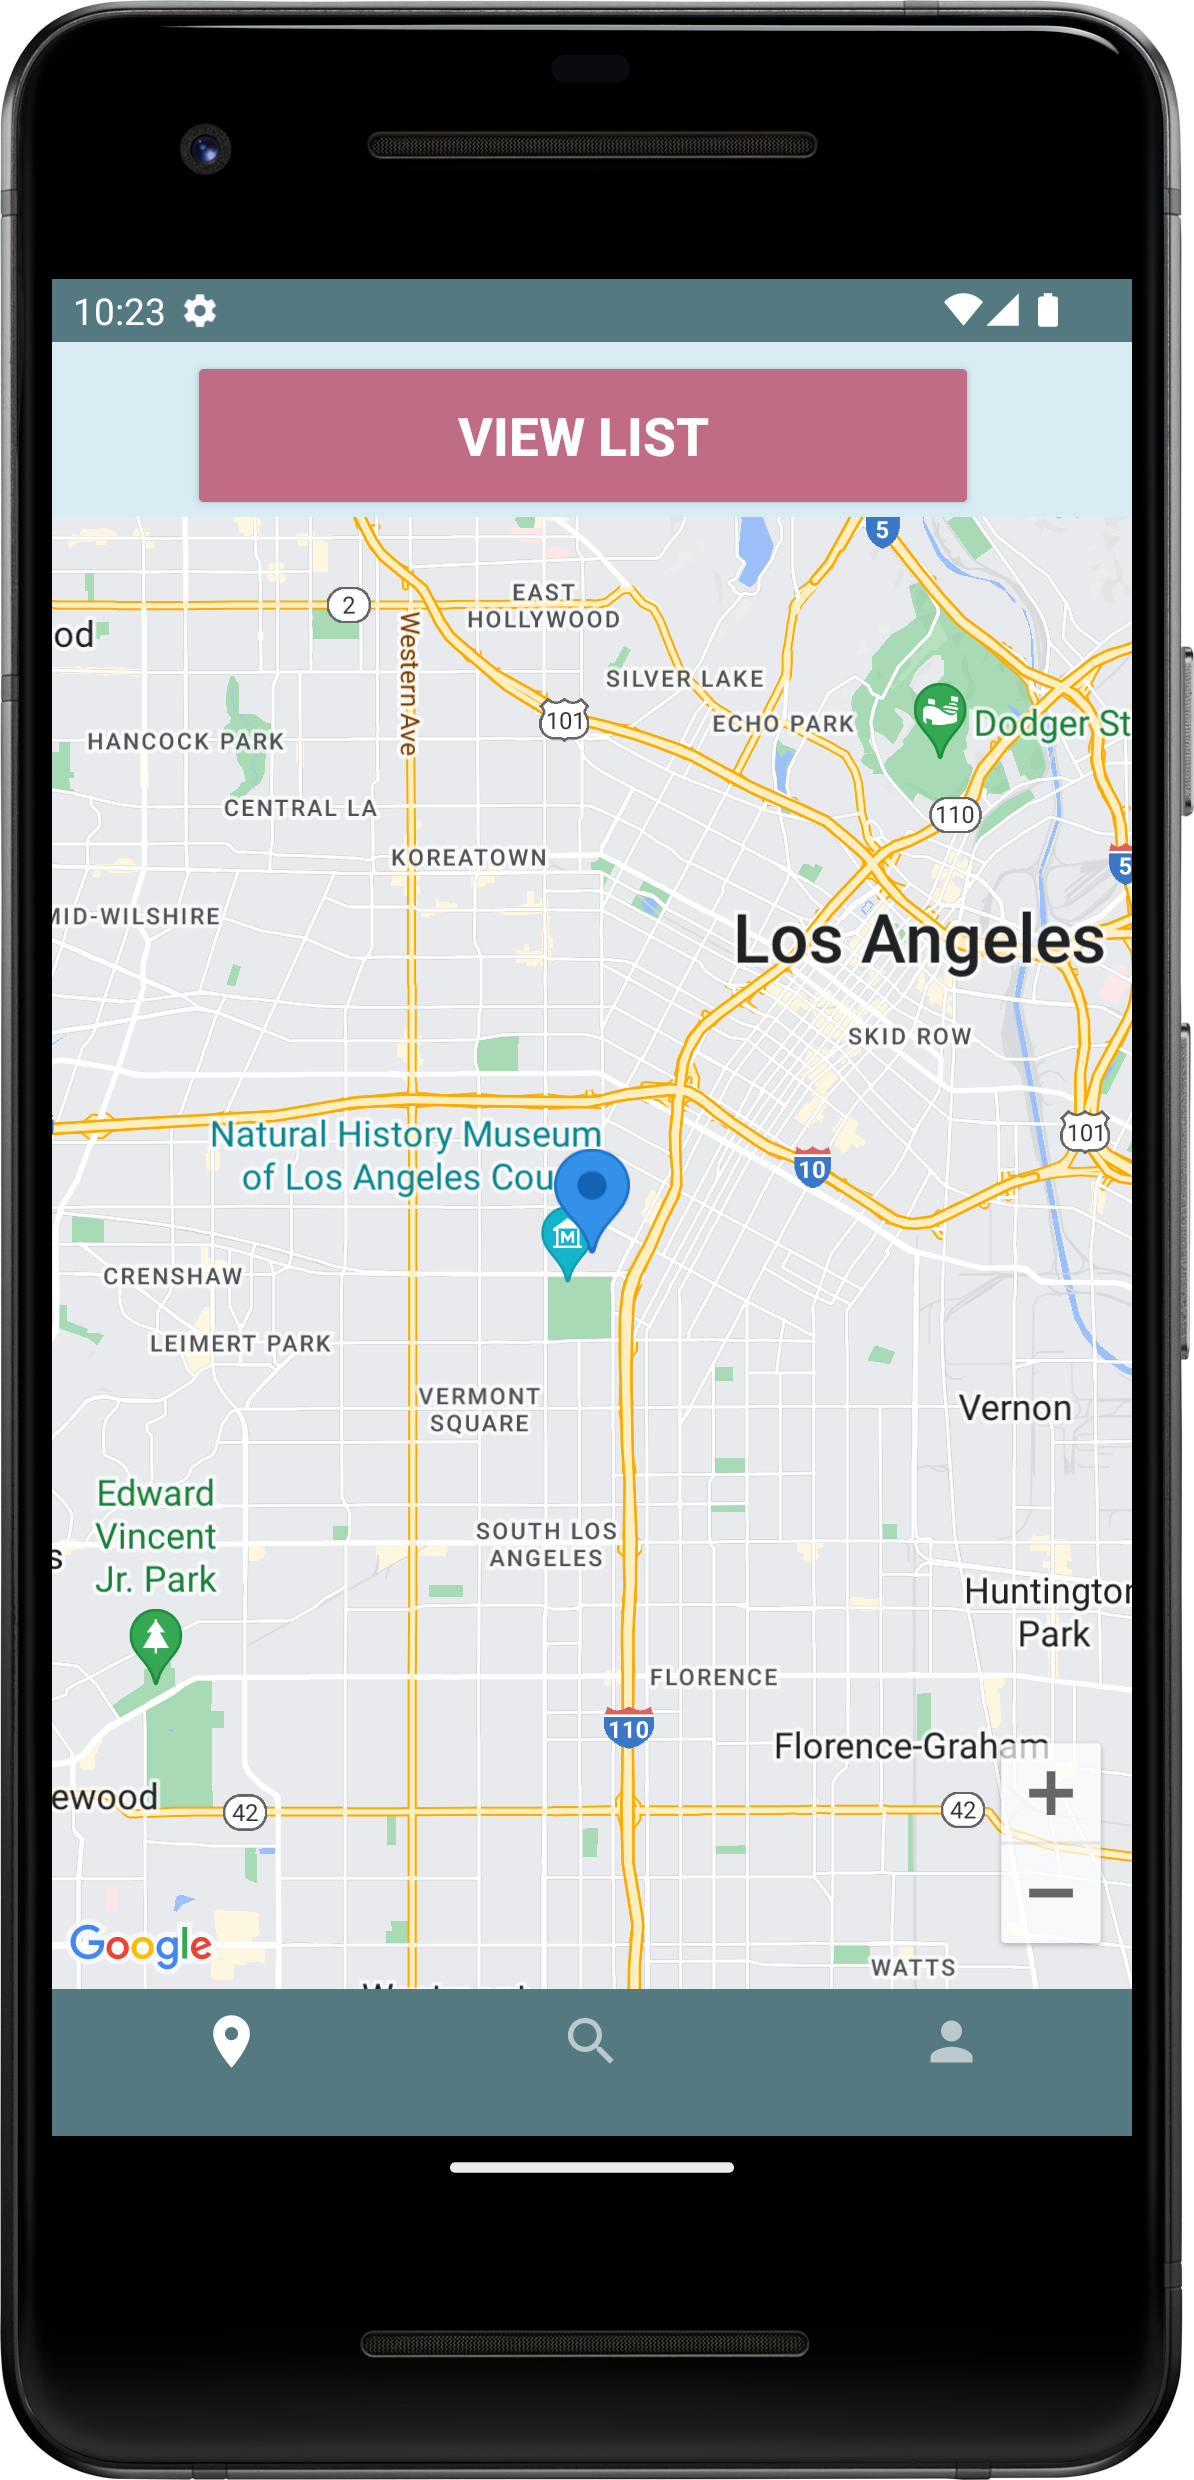 10:23
VIEW LIST
5
EAST
HOLLYWOOD
2
od
Western Ave
SILVER LAKE
101
ECHO PARK
Dodger St
HANCOCK PARK
CENTRAL LA
110
KOREATOWN
5
MID-WILSHIRE
Los Angeles
SKID ROW
101
Natural History Museum
of Los Angeles Cou
10
M
CRENSHAW
LEIMERT PARK
VERMONT
SQUARE
Vernon
Edward
Vincent
Jr. Park
SOUTH LOS
ANGELES
s
Huntington
Park
FLORENCE
110
Florence-Graham
ewood
42
42
Google
WATTS